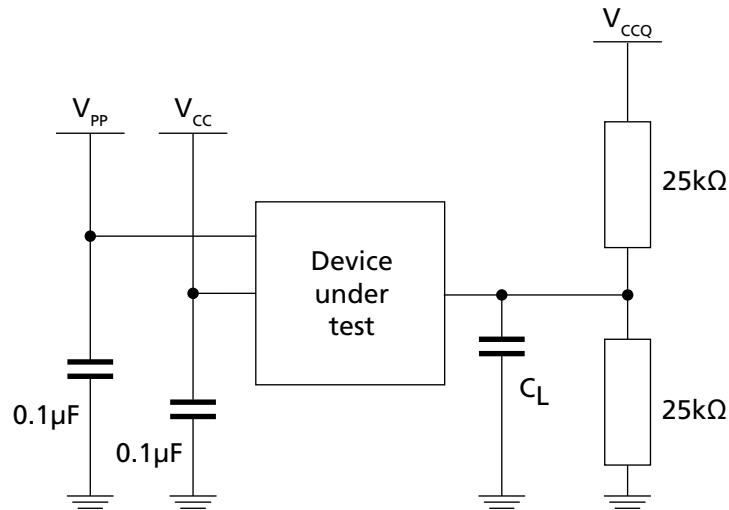 V_CCQ
V_PP
V_CC
25kΩ
Device
under
test
C_L
0.1µF
0.1µF
25kΩ